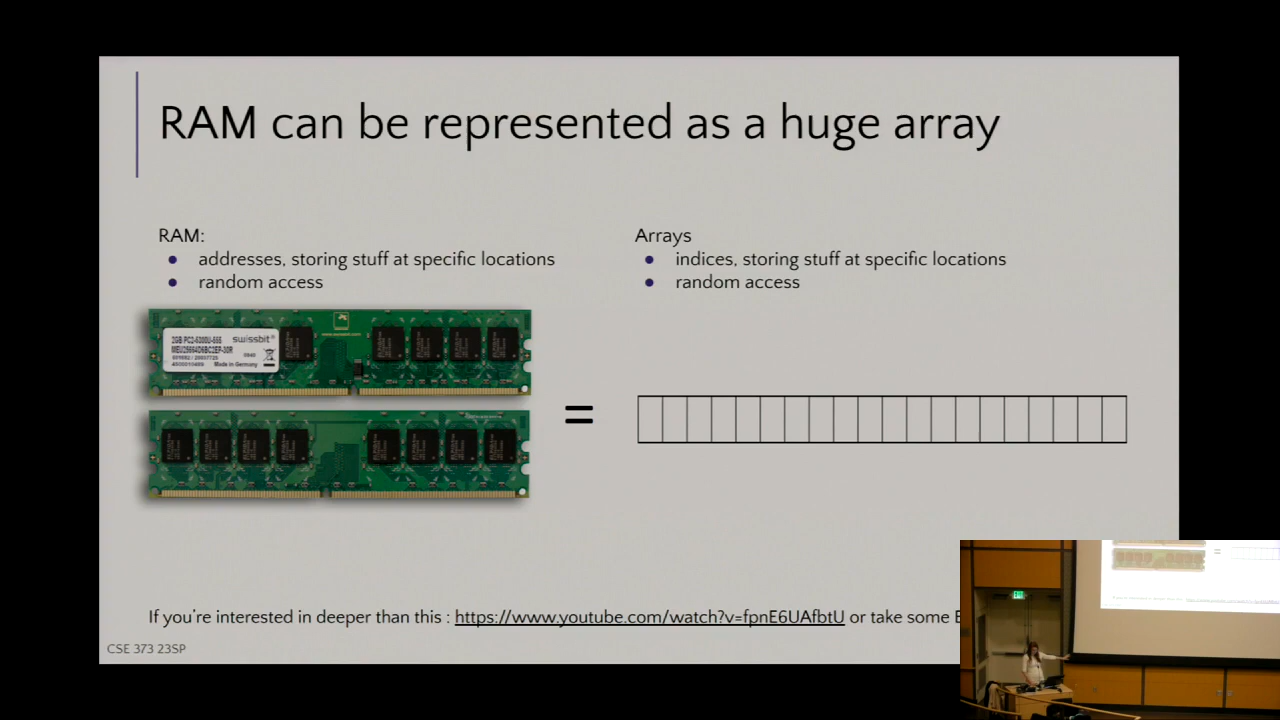 RAM can be represented as a huge array
RAM:
● addresses, storing stuff at specific locations
● random access
Arrays
● indices, storing stuff at specific locations
● random access
swissbit®
Made in Germany
=
If you're interested in deeper than this : https://www.youtube.com/watch?v=fpnE6UAfbtU or take some
CSE 373 23SP